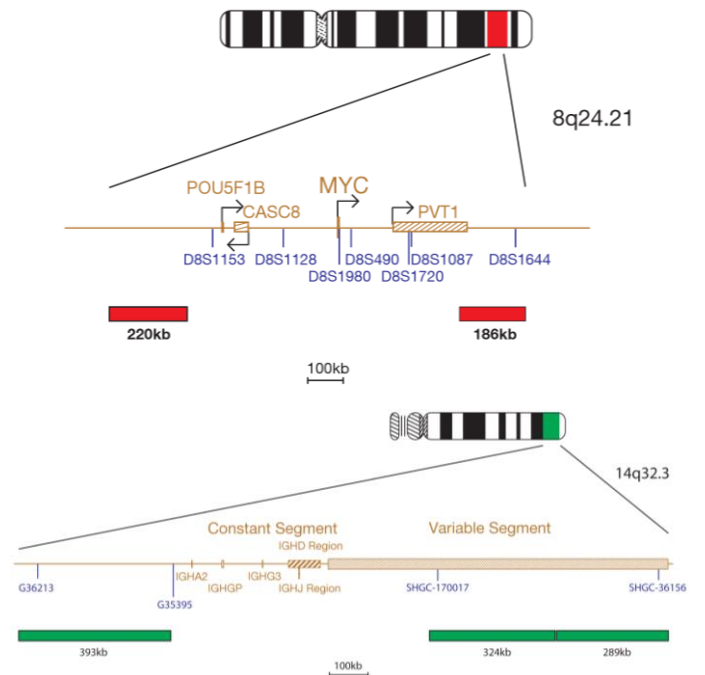 8q24.21
MYC
POU5F1B
CASC8
PVT1
D8S1153
D8S1128
D8S490
D8S1087
D8S1644
D8S1980
D8S1720
220kb
186kb
100kb
14q32.3
Constant Segment
Variable Segment
IGHD Region
IGHA2
IGHG3
IGHGP
IGHJ Region
G36213
SHGC-170017
SHGC-36156
G35395
393kb
324kb
289kb
100kb